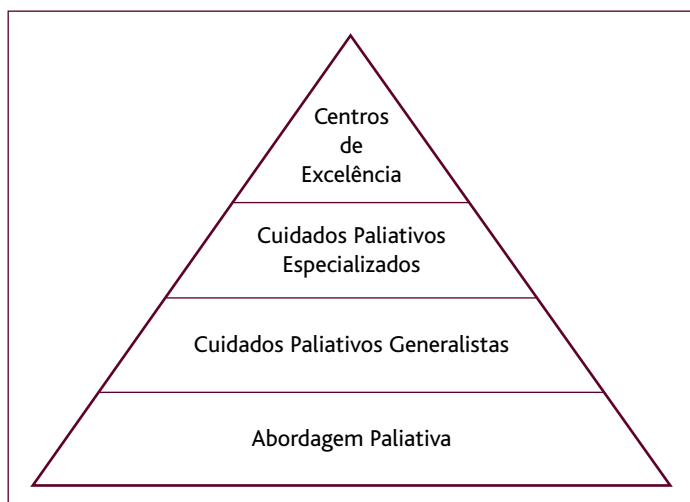 Centros
de
Excelência
Cuidados Paliativos
Especializados
Cuidados Paliativos Generalistas
Abordagem Paliativa